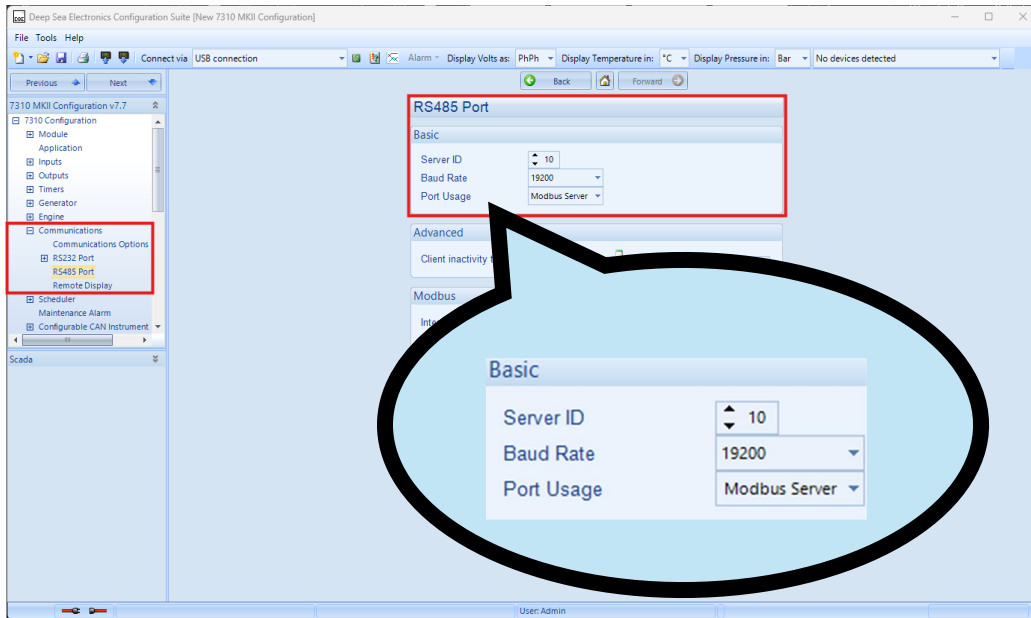 DSE Deep Sea Electronics Configuration Suite [New 7310 MKII Configuration]
File Tools Help
Connect via USB connection Alarm Display Volts as: PhPh Display Temperature in: °C Display Pressure in: Bar No devices detected
Previous Next
Back Forward
7310 MKII Configuration v7.7
7310 Configuration
Module
Application
Inputs
Outputs
Timers
Generator
Engine
Communications
Communications Options
RS232 Port
RS485 Port
Remote Display
Scheduler
Maintenance Alarm
Configurable CAN Instrument
Scada
RS485 Port
Basic
Server ID 10
Baud Rate 19200
Port Usage Modbus Server
Advanced
Client inactivity
Modbus
Basic
Server ID 10
Baud Rate 19200
Port Usage Modbus Server
User: Admin